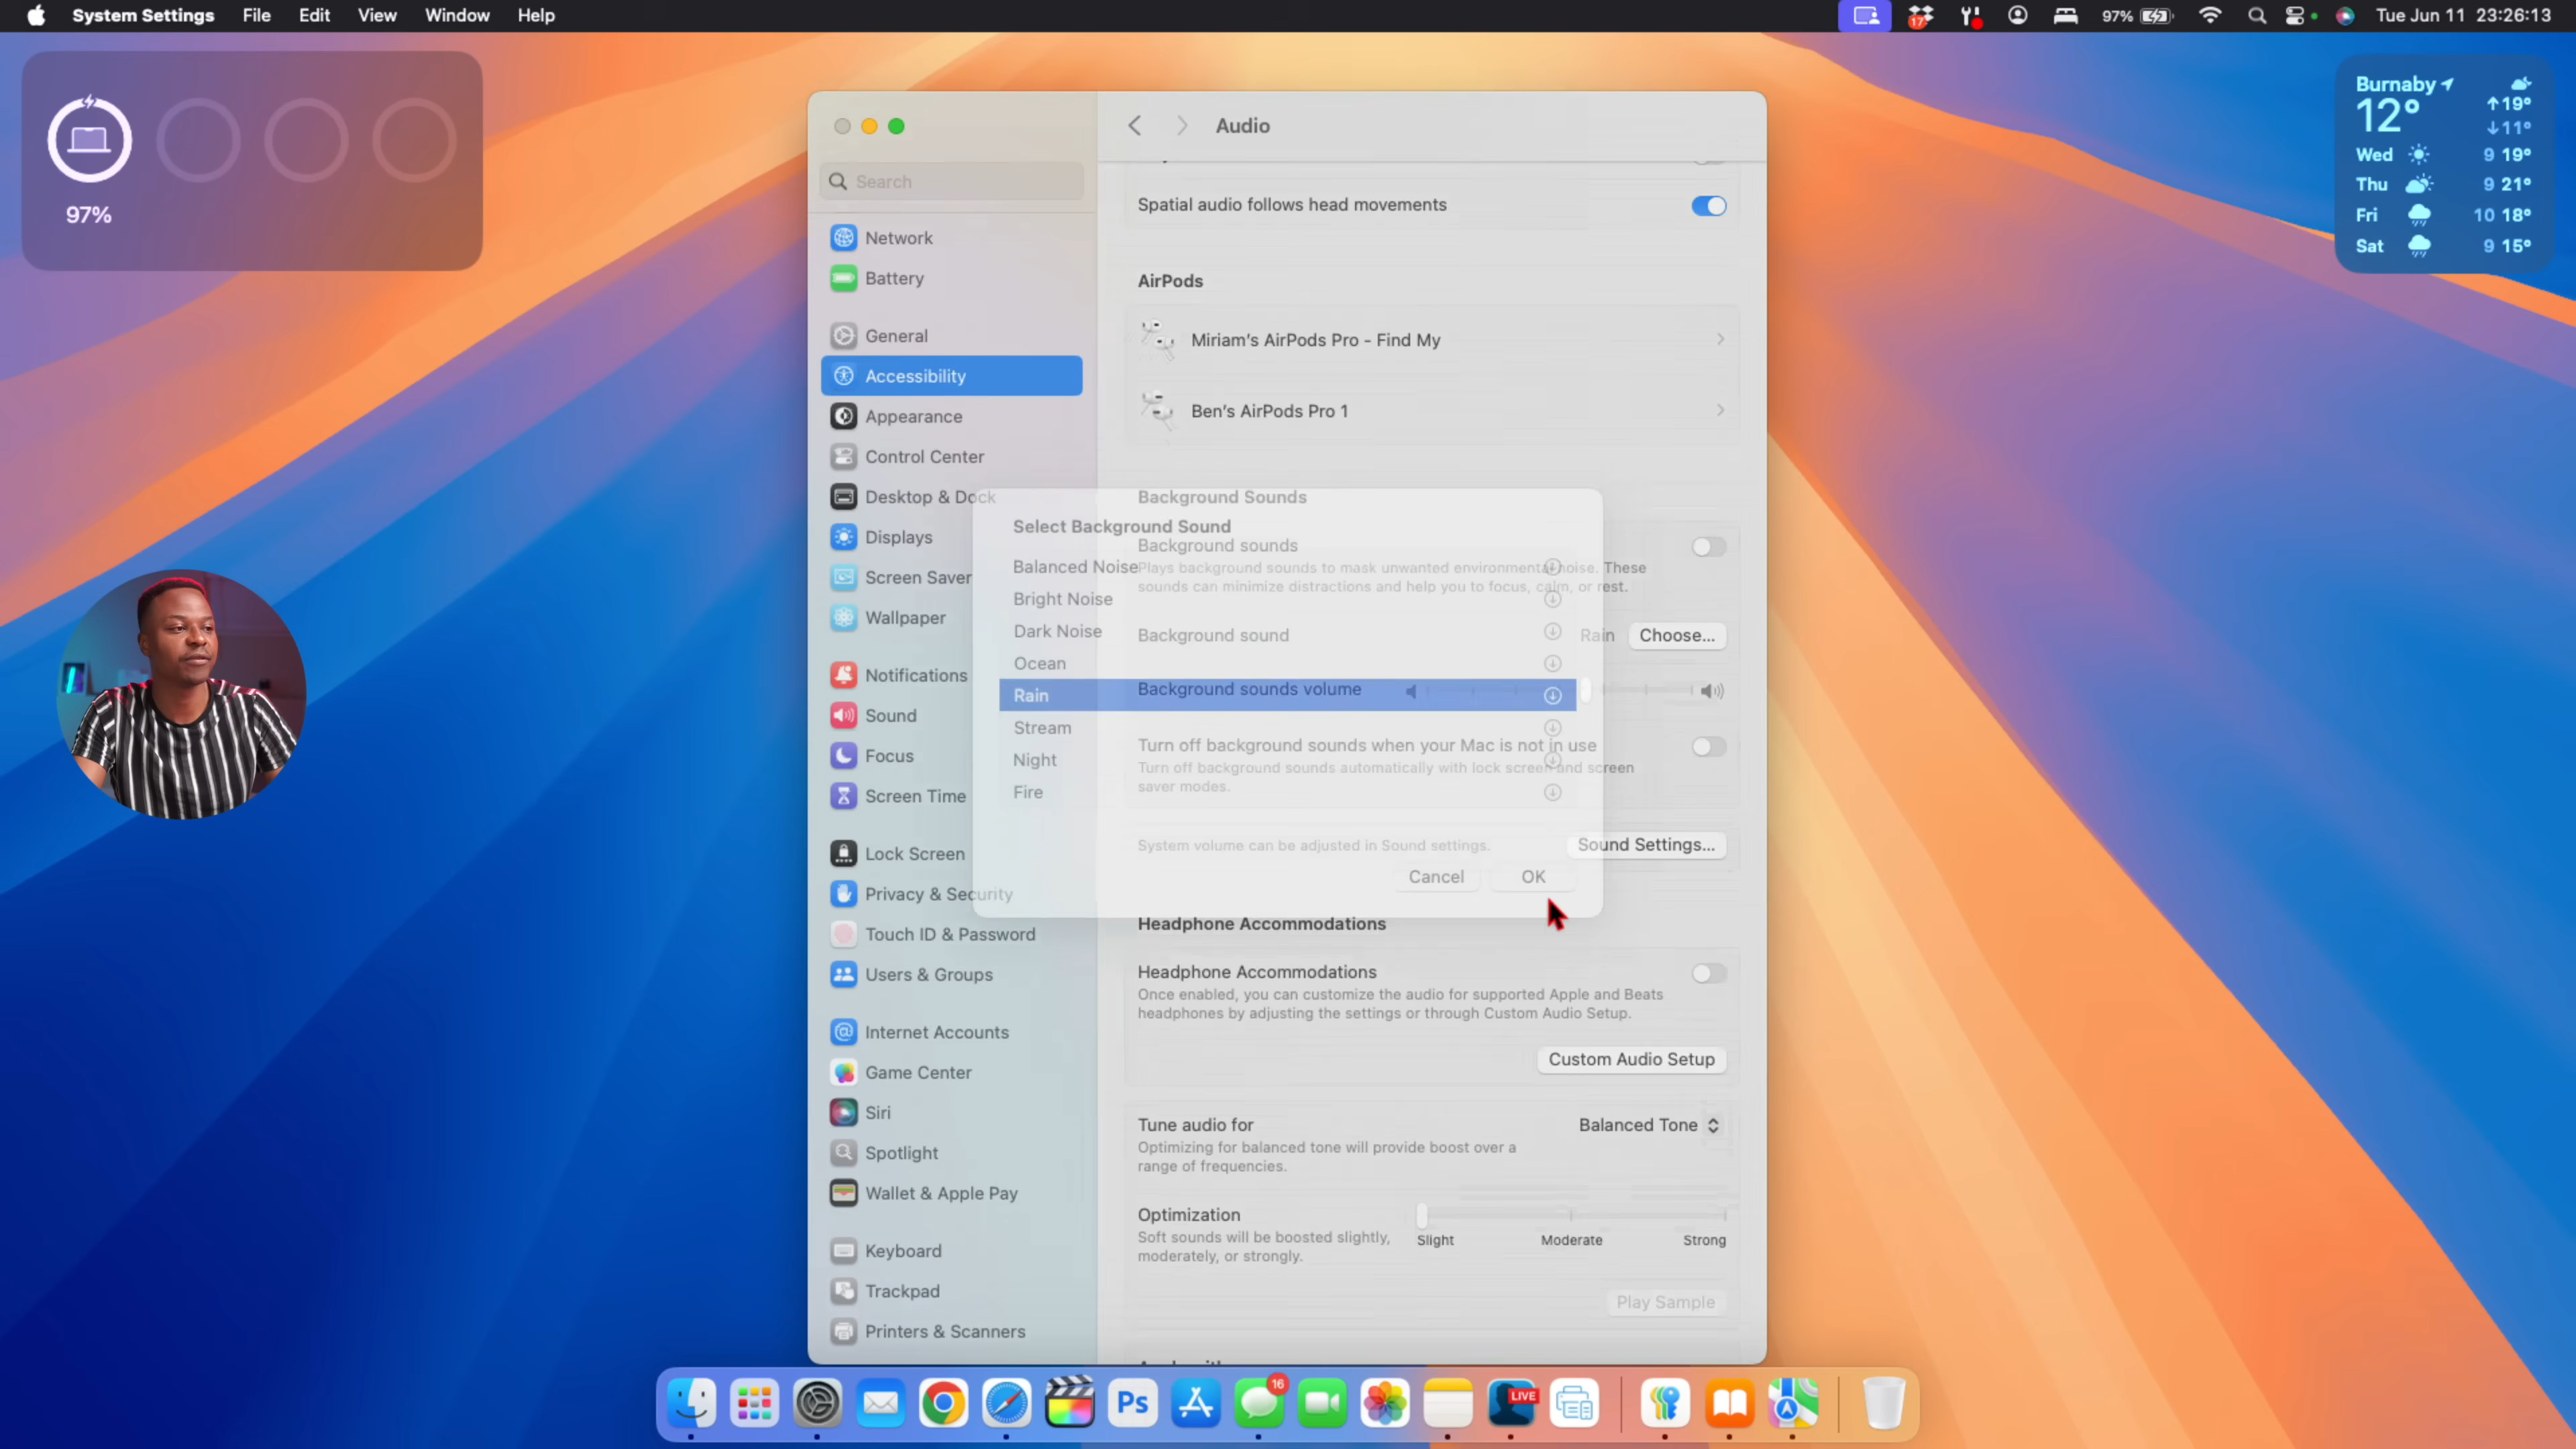 System Settings File Edit View Window Help
17
97%
Tue Jun 11 23:26:13
97%
Burnaby
12°
19°
11°
Wed 9 19°
Thu 9 21°
Fri 10 18°
Sat 9 15°
Search
Network
Battery
General
Accessibility
Appearance
Control Center
Desktop & Dock
Displays
Screen Saver
Wallpaper
Notifications
Sound
Focus
Screen Time
Lock Screen
Privacy & Security
Touch ID & Password
Users & Groups
Internet Accounts
Game Center
Siri
Spotlight
Wallet & Apple Pay
Keyboard
Trackpad
Printers & Scanners
Audio
Spatial audio follows head movements
AirPods
Miriam's AirPods Pro - Find My
Ben's AirPods Pro 1
Background Sounds
Background sounds
Plays background sounds to mask unwanted environmental noise. These
sounds can minimize distractions and help you to focus, calm, or rest.
Background sound Rain Choose...
Background sounds volume
Turn off background sounds when your Mac is not in use
Turn off background sounds automatically with lock screen and screen
saver modes.
System volume can be adjusted in Sound settings. Sound Settings...
Select Background Sound
Balanced Noise
Bright Noise
Dark Noise
Ocean
Rain
Stream
Night
Fire
Cancel OK
Headphone Accommodations
Headphone Accommodations
Once enabled, you can customize the audio for supported Apple and Beats
headphones by adjusting the settings or through Custom Audio Setup.
Custom Audio Setup
Tune audio for Balanced Tone
Optimizing for balanced tone will provide boost over a
range of frequencies.
Optimization
Soft sounds will be boosted slightly,
moderately, or strongly.
Slight Moderate Strong
Play Sample
Ps
16
LIVE